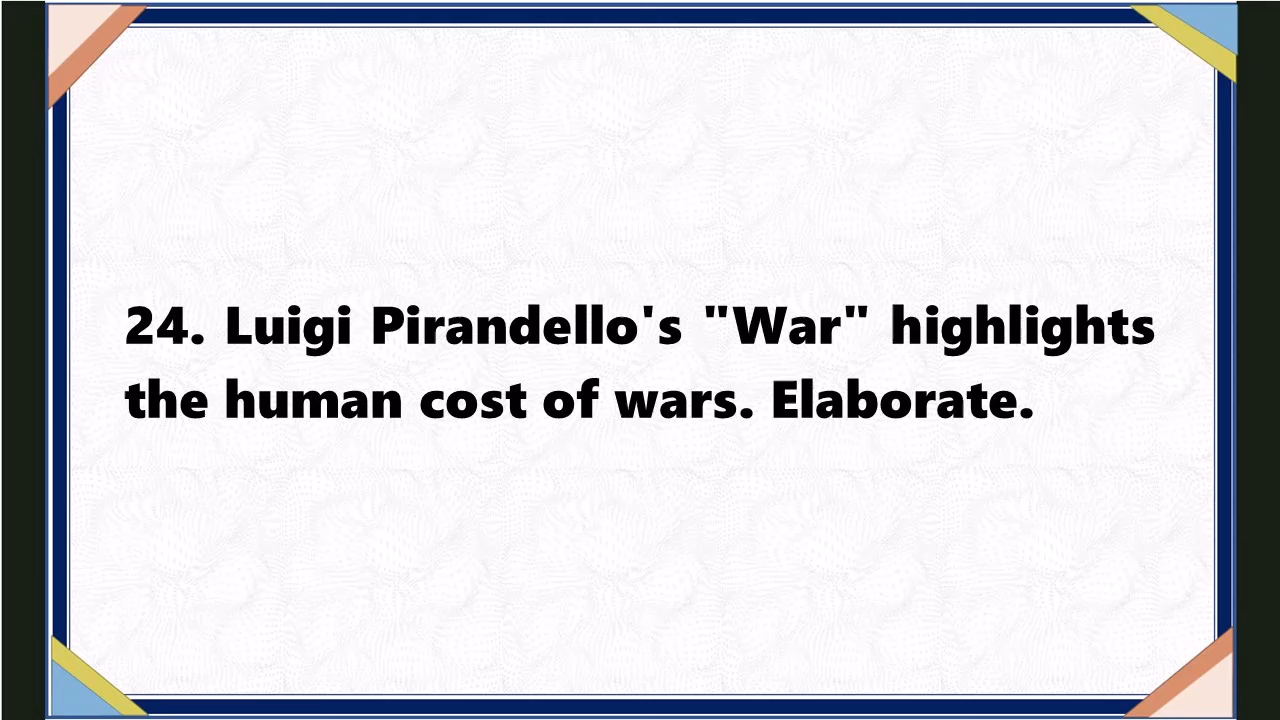 24. Luigi Pirandello's "War" highlights
the human cost of wars. Elaborate.